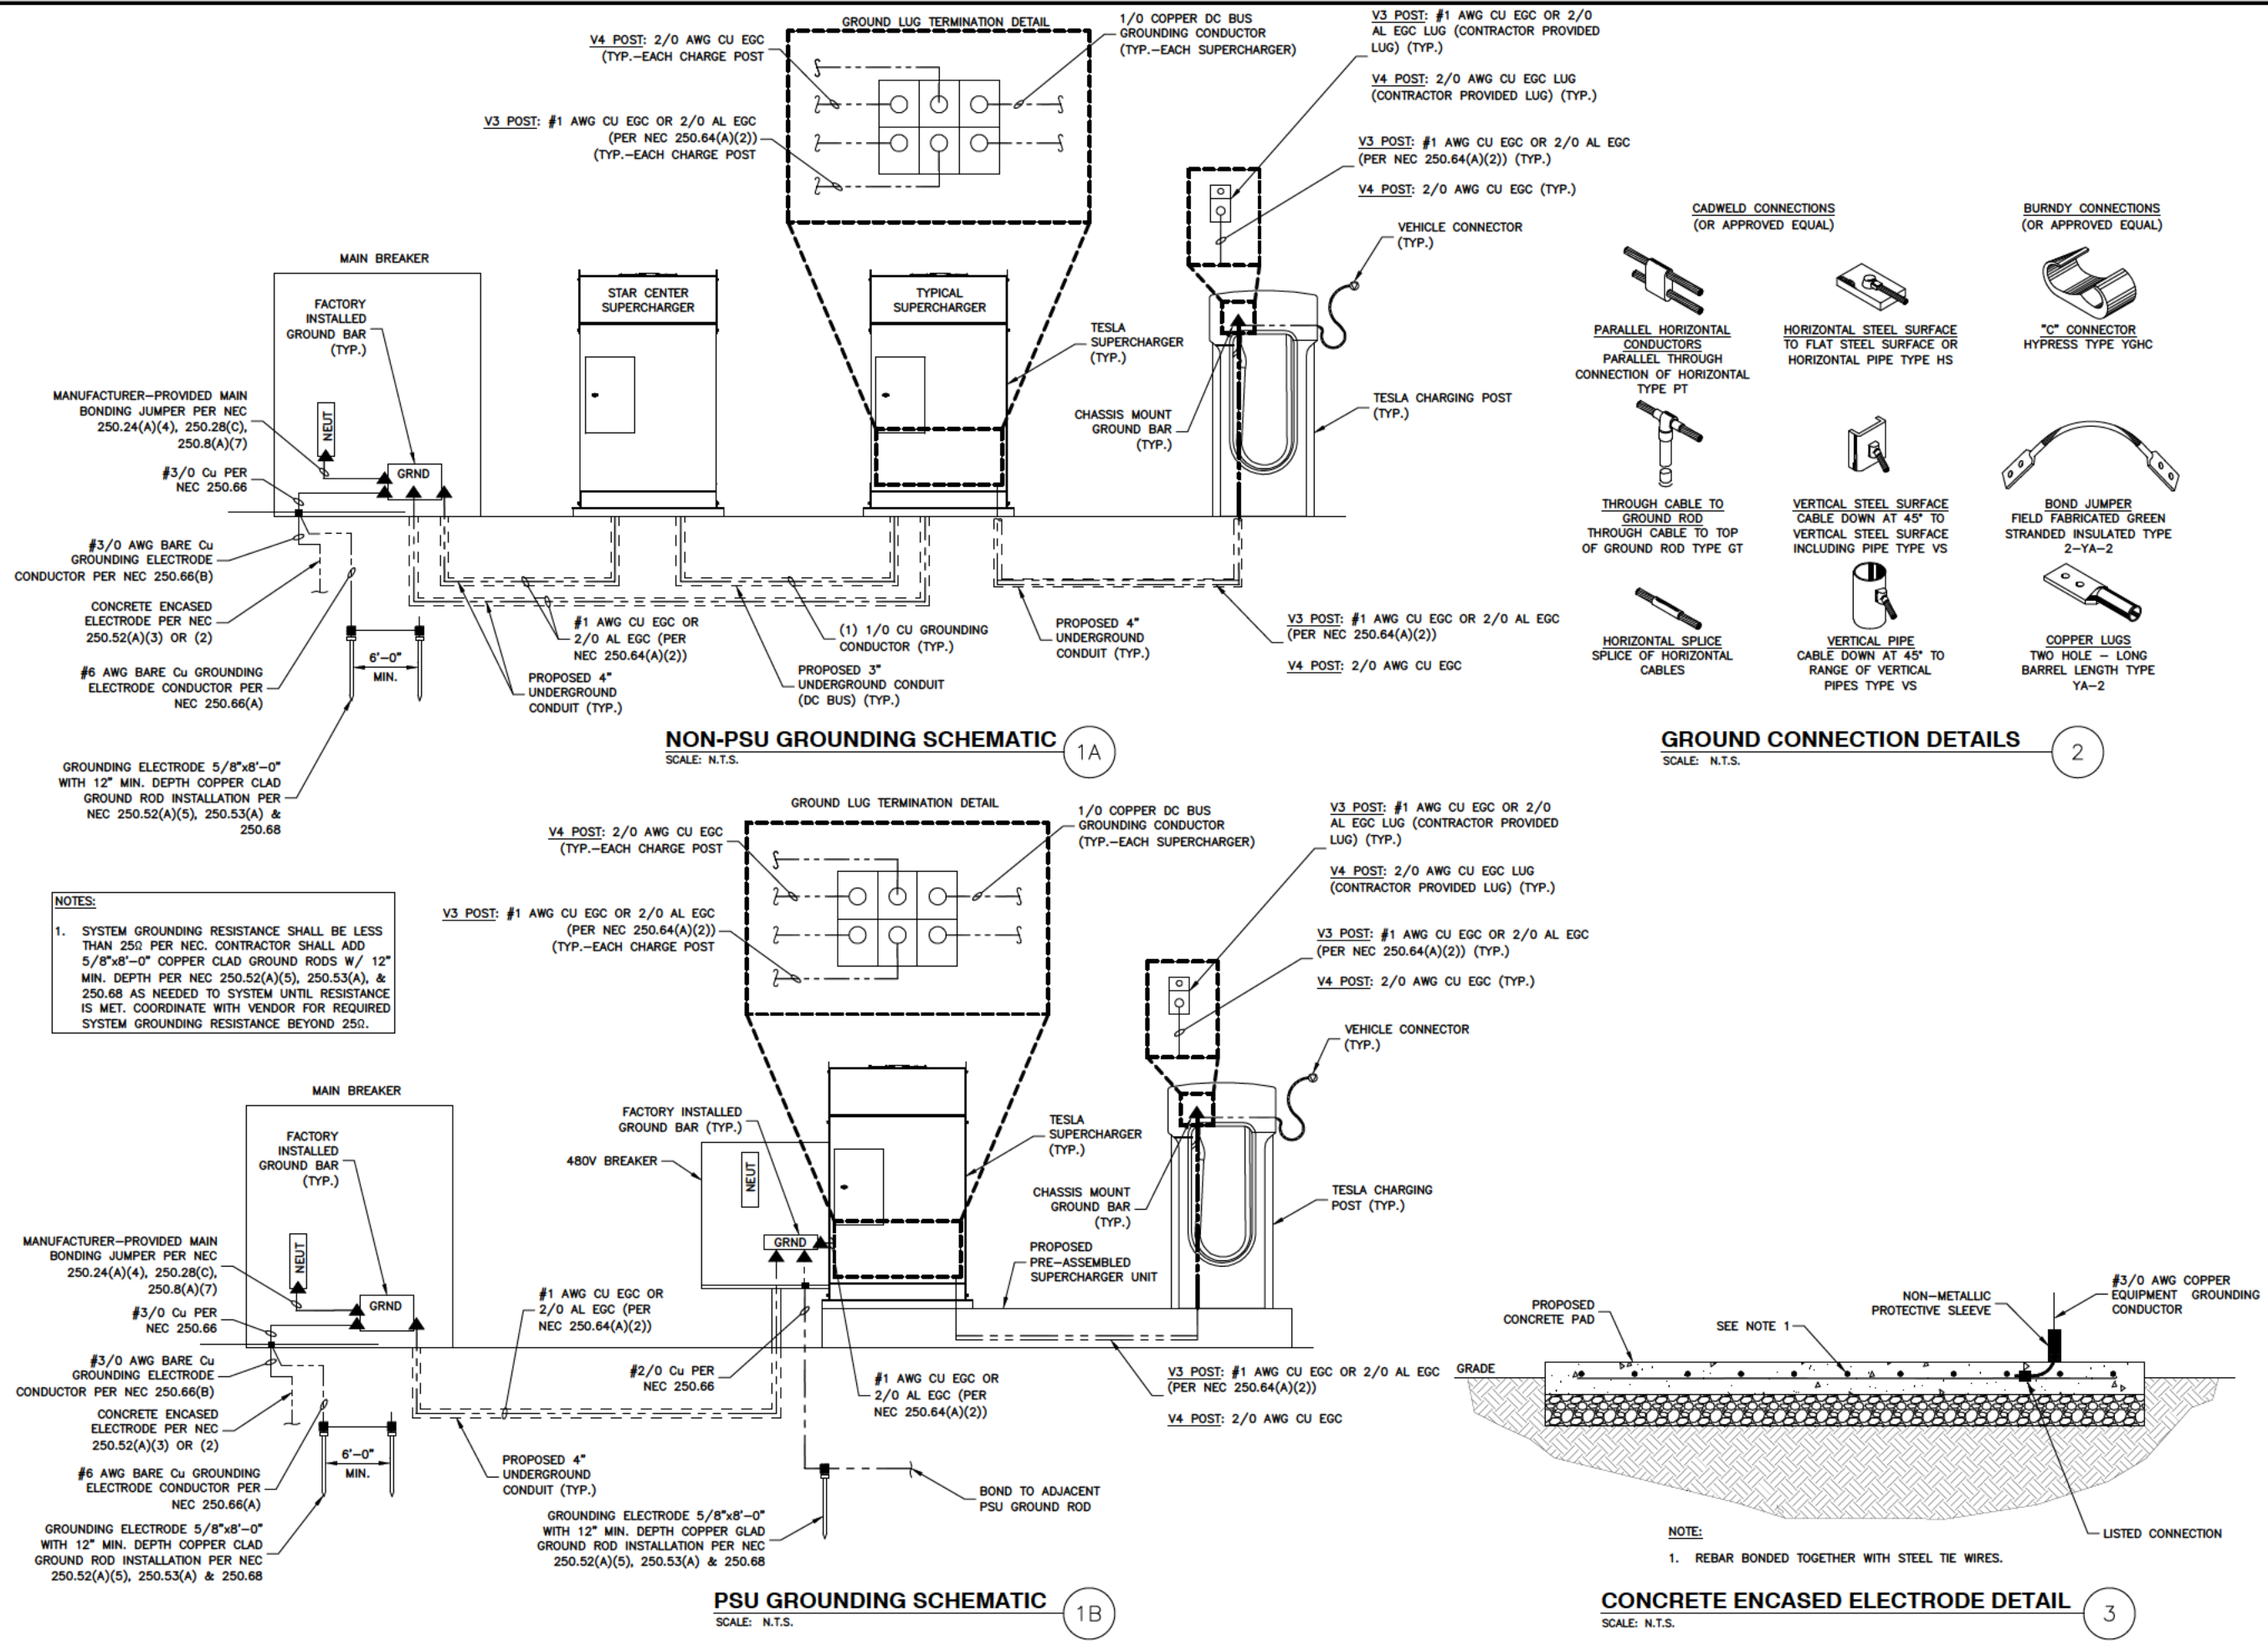 GROUND LUG TERMINATION DETAIL
V4 POST: 2/0 AWG CU EGC
(TYP.–EACH CHARGE POST
V3 POST: #1 AWG CU EGC OR 2/0 AL EGC
(PER NEC 250.64(A)(2))
(TYP.–EACH CHARGE POST
1/0 COPPER DC BUS
GROUNDING CONDUCTOR
(TYP.–EACH SUPERCHARGER)
V3 POST: #1 AWG CU EGC OR 2/0
AL EGC LUG (CONTRACTOR PROVIDED
LUG) (TYP.)
V4 POST: 2/0 AWG CU EGC LUG
(CONTRACTOR PROVIDED LUG) (TYP.)
V3 POST: #1 AWG CU EGC OR 2/0 AL EGC
(PER NEC 250.64(A)(2)) (TYP.)
V4 POST: 2/0 AWG CU EGC (TYP.)
VEHICLE CONNECTOR
(TYP.)
MAIN BREAKER
FACTORY
INSTALLED
GROUND BAR
(TYP.)
STAR CENTER
SUPERCHARGER
TYPICAL
SUPERCHARGER
TESLA
SUPERCHARGER
(TYP.)
MANUFACTURER–PROVIDED MAIN
BONDING JUMPER PER NEC
250.24(A)(4), 250.28(C),
250.8(A)(7)
NEUT
GRND
#3/0 Cu PER
NEC 250.66
CHASSIS MOUNT
GROUND BAR
(TYP.)
TESLA CHARGING POST
(TYP.)
#3/0 AWG BARE Cu
GROUNDING ELECTRODE
CONDUCTOR PER NEC 250.66(B)
CONCRETE ENCASED
ELECTRODE PER NEC
250.52(A)(3) OR (2)
#6 AWG BARE Cu GROUNDING
ELECTRODE CONDUCTOR PER
NEC 250.66(A)
6'–0"
MIN.
GROUNDING ELECTRODE 5/8"x8'–0"
WITH 12" MIN. DEPTH COPPER CLAD
GROUND ROD INSTALLATION PER
NEC 250.52(A)(5), 250.53(A) &
250.68
#1 AWG CU EGC OR
2/0 AL EGC (PER
NEC 250.64(A)(2))
PROPOSED 4"
UNDERGROUND
CONDUIT (TYP.)
(1) 1/0 CU GROUNDING
CONDUCTOR (TYP.)
PROPOSED 3"
UNDERGROUND CONDUIT
(DC BUS) (TYP.)
PROPOSED 4"
UNDERGROUND
CONDUIT (TYP.)
V3 POST: #1 AWG CU EGC OR 2/0 AL EGC
(PER NEC 250.64(A)(2))
V4 POST: 2/0 AWG CU EGC
NON-PSU GROUNDING SCHEMATIC
SCALE: N.T.S.
1A
CADWELD CONNECTIONS
(OR APPROVED EQUAL)
BURNDY CONNECTIONS
(OR APPROVED EQUAL)
PARALLEL HORIZONTAL
CONDUCTORS
PARALLEL THROUGH
CONNECTION OF HORIZONTAL
TYPE PT
HORIZONTAL STEEL SURFACE
TO FLAT STEEL SURFACE OR
HORIZONTAL PIPE TYPE HS
"C" CONNECTOR
HYPRESS TYPE YGHC
THROUGH CABLE TO
GROUND ROD
THROUGH CABLE TO TOP
OF GROUND ROD TYPE GT
VERTICAL STEEL SURFACE
CABLE DOWN AT 45° TO
VERTICAL STEEL SURFACE
INCLUDING PIPE TYPE VS
BOND JUMPER
FIELD FABRICATED GREEN
STRANDED INSULATED TYPE
2–YA–2
HORIZONTAL SPLICE
SPLICE OF HORIZONTAL
CABLES
VERTICAL PIPE
CABLE DOWN AT 45° TO
RANGE OF VERTICAL
PIPES TYPE VS
COPPER LUGS
TWO HOLE – LONG
BARREL LENGTH TYPE
YA–2
GROUND CONNECTION DETAILS
SCALE: N.T.S.
2
NOTES:
1. SYSTEM GROUNDING RESISTANCE SHALL BE LESS
THAN 25Ω PER NEC. CONTRACTOR SHALL ADD
5/8"x8'–0" COPPER CLAD GROUND RODS W/ 12"
MIN. DEPTH PER NEC 250.52(A)(5), 250.53(A), &
250.68 AS NEEDED TO SYSTEM UNTIL RESISTANCE
IS MET. COORDINATE WITH VENDOR FOR REQUIRED
SYSTEM GROUNDING RESISTANCE BEYOND 25Ω.
GROUND LUG TERMINATION DETAIL
V4 POST: 2/0 AWG CU EGC
(TYP.–EACH CHARGE POST
V3 POST: #1 AWG CU EGC OR 2/0 AL EGC
(PER NEC 250.64(A)(2))
(TYP.–EACH CHARGE POST
1/0 COPPER DC BUS
GROUNDING CONDUCTOR
(TYP.–EACH SUPERCHARGER)
V3 POST: #1 AWG CU EGC OR 2/0
AL EGC LUG (CONTRACTOR PROVIDED
LUG) (TYP.)
V4 POST: 2/0 AWG CU EGC LUG
(CONTRACTOR PROVIDED LUG) (TYP.)
V3 POST: #1 AWG CU EGC OR 2/0 AL EGC
(PER NEC 250.64(A)(2)) (TYP.)
V4 POST: 2/0 AWG CU EGC (TYP.)
VEHICLE CONNECTOR
(TYP.)
MAIN BREAKER
FACTORY
INSTALLED
GROUND BAR
(TYP.)
FACTORY INSTALLED
GROUND BAR (TYP.)
480V BREAKER
NEUT
GRND
TESLA
SUPERCHARGER
(TYP.)
CHASSIS MOUNT
GROUND BAR
(TYP.)
TESLA CHARGING
POST (TYP.)
PROPOSED
PRE–ASSEMBLED
SUPERCHARGER UNIT
MANUFACTURER–PROVIDED MAIN
BONDING JUMPER PER NEC
250.24(A)(4), 250.28(C),
250.8(A)(7)
NEUT
GRND
#3/0 Cu PER
NEC 250.66
#3/0 AWG BARE Cu
GROUNDING ELECTRODE
CONDUCTOR PER NEC 250.66(B)
CONCRETE ENCASED
ELECTRODE PER NEC
250.52(A)(3) OR (2)
#6 AWG BARE Cu GROUNDING
ELECTRODE CONDUCTOR PER
NEC 250.66(A)
6'–0"
MIN.
GROUNDING ELECTRODE 5/8"x8'–0"
WITH 12" MIN. DEPTH COPPER CLAD
GROUND ROD INSTALLATION PER NEC
250.52(A)(5), 250.53(A) & 250.68
#1 AWG CU EGC OR
2/0 AL EGC (PER
NEC 250.64(A)(2))
#2/0 Cu PER
NEC 250.66
#1 AWG CU EGC OR
2/0 AL EGC (PER
NEC 250.64(A)(2))
V3 POST: #1 AWG CU EGC OR 2/0 AL EGC
(PER NEC 250.64(A)(2))
V4 POST: 2/0 AWG CU EGC
PROPOSED 4"
UNDERGROUND
CONDUIT (TYP.)
GROUNDING ELECTRODE 5/8"x8'–0"
WITH 12" MIN. DEPTH COPPER GLAD
GROUND ROD INSTALLATION PER NEC
250.52(A)(5), 250.53(A) & 250.68
BOND TO ADJACENT
PSU GROUND ROD
PSU GROUNDING SCHEMATIC
SCALE: N.T.S.
1B
PROPOSED
CONCRETE PAD
SEE NOTE 1
NON–METALLIC
PROTECTIVE SLEEVE
#3/0 AWG COPPER
EQUIPMENT GROUNDING
CONDUCTOR
GRADE
LISTED CONNECTION
NOTE:
1. REBAR BONDED TOGETHER WITH STEEL TIE WIRES.
CONCRETE ENCASED ELECTRODE DETAIL
SCALE: N.T.S.
3